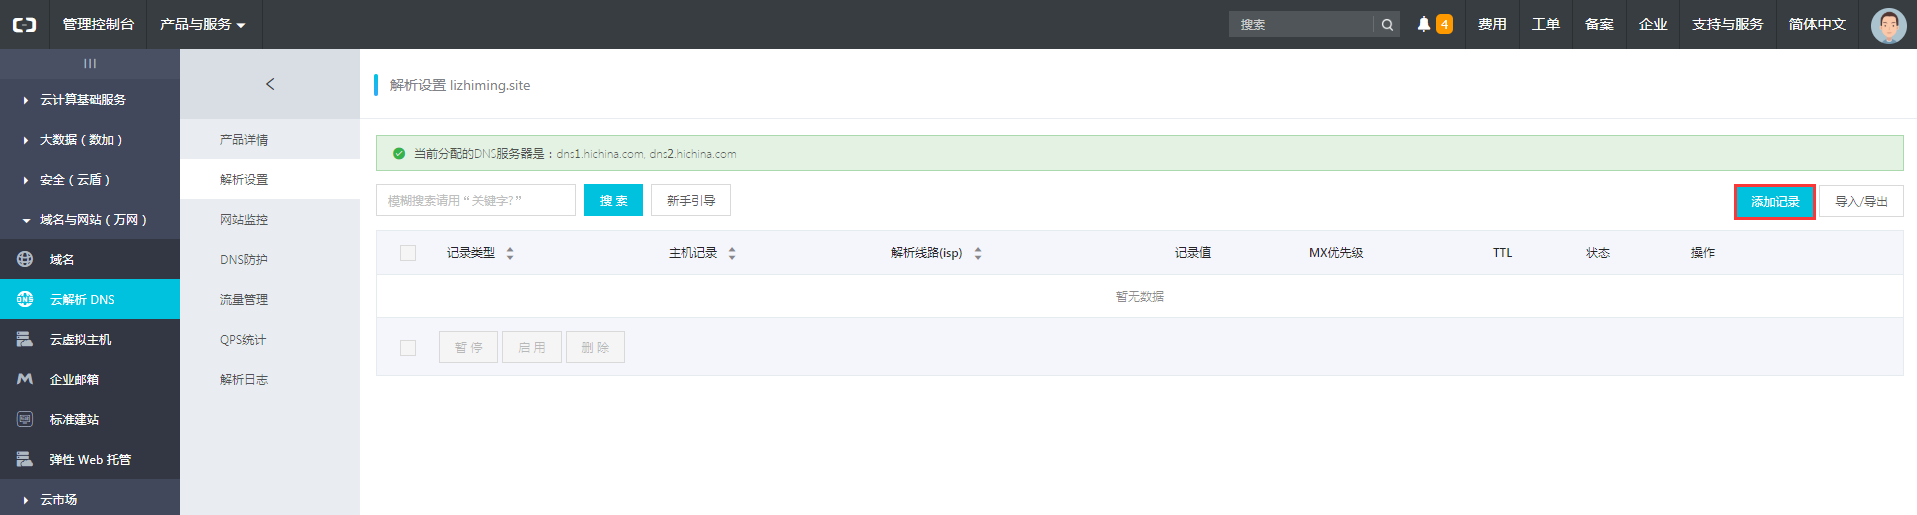 管理控制台 产品与服务 搜索 4 费用 工单 备案 企业 支持与服务 简体中文
云计算基础服务
大数据（数加）
安全（云盾）
域名与网站（万网）
域名
云解析 DNS
云虚拟主机
企业邮箱
标准建站
弹性 Web 托管
云市场
产品详情
解析设置
网站监控
DNS防护
流量管理
QPS统计
解析日志
解析设置 lizhiming.site
当前分配的DNS服务器是：dns1.hichina.com, dns2.hichina.com
模糊搜索请用“关键字?” 搜 索 新手引导 添加记录 导入/导出
记录类型 主机记录 解析线路(isp) 记录值 MX优先级 TTL 状态 操作
暂无数据
暂 停 启 用 删 除